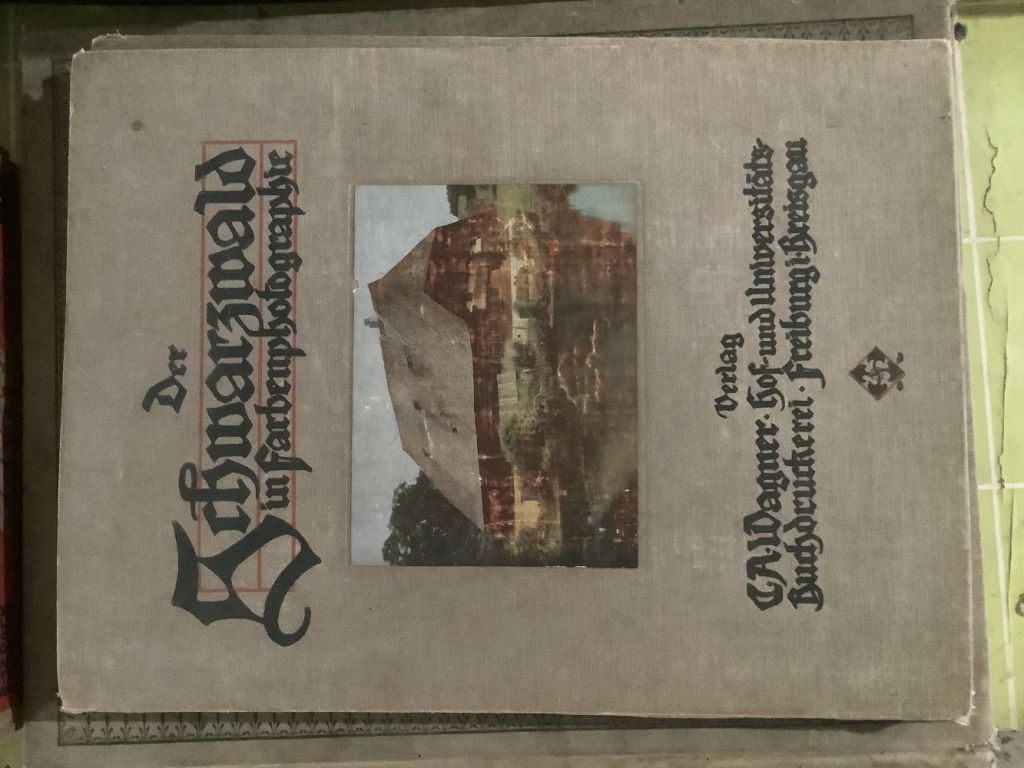 Der
Schwarzwald
in Farbenphotographie
Verlag
C.A. Wagner · Hof- und Universitäts-
Buchdruckerei · Freiburg i. Breisgau